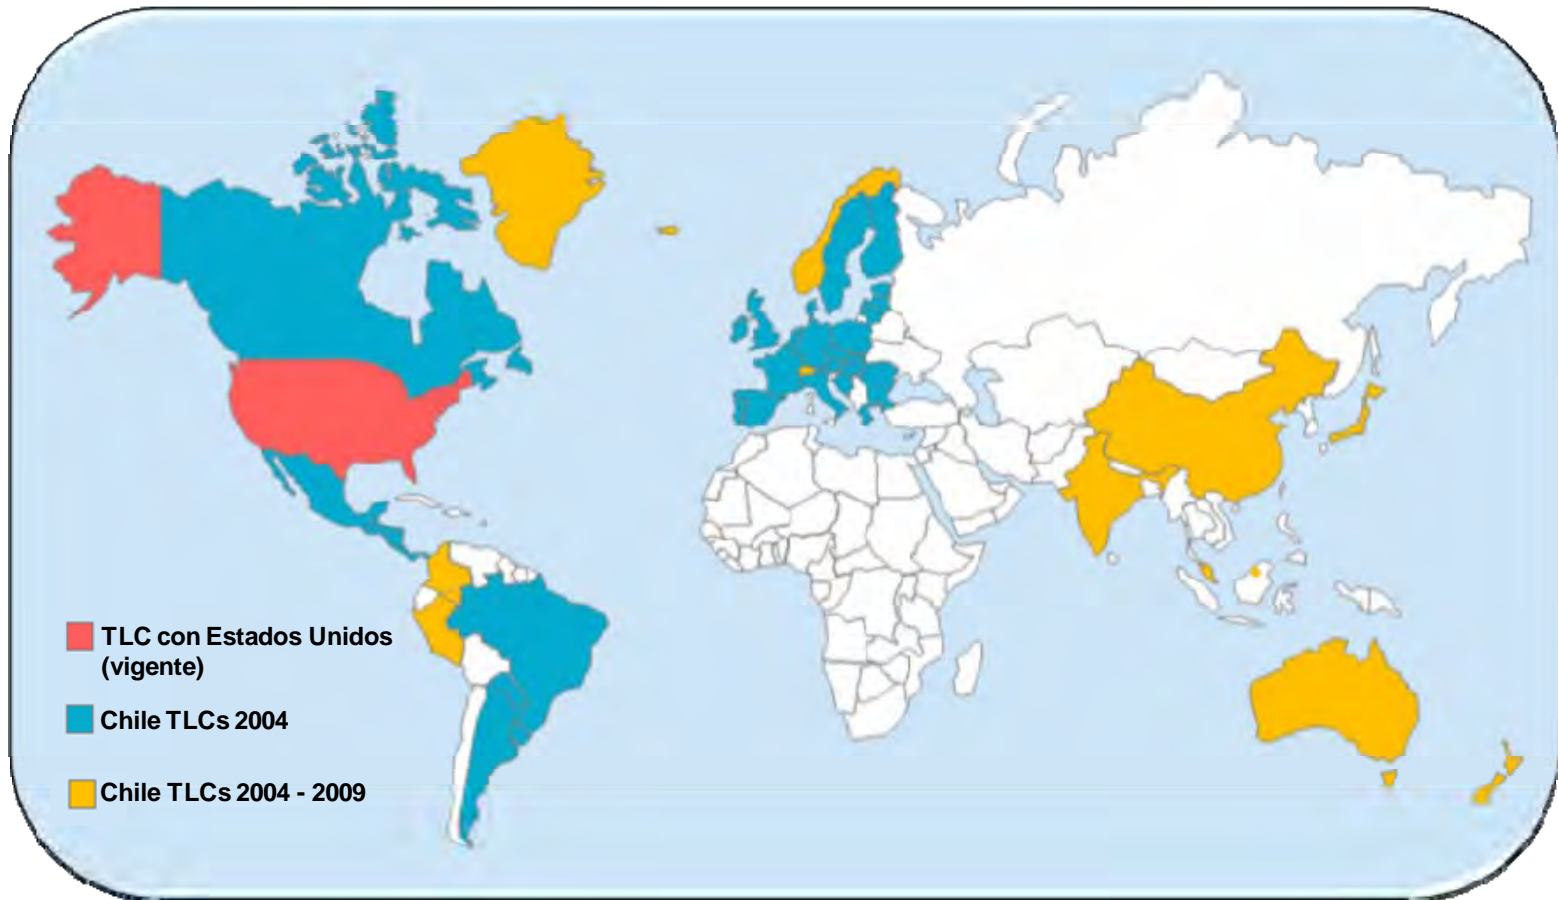 TLC con Estados Unidos
(vigente)
Chile TLCs 2004
Chile TLCs 2004 - 2009